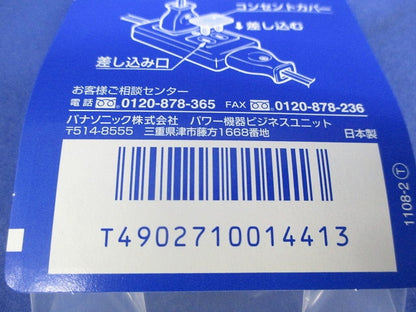 コンセントカバー
⬇差し込む
差し込み口
お客様ご相談センター
電話 0120-878-365 FAX 0120-878-236
パナソニック株式会社 パワー機器ビジネスユニット
〒514-8555 三重県津市藤方1668番地
日本製
T4902710014413
1108-2 T